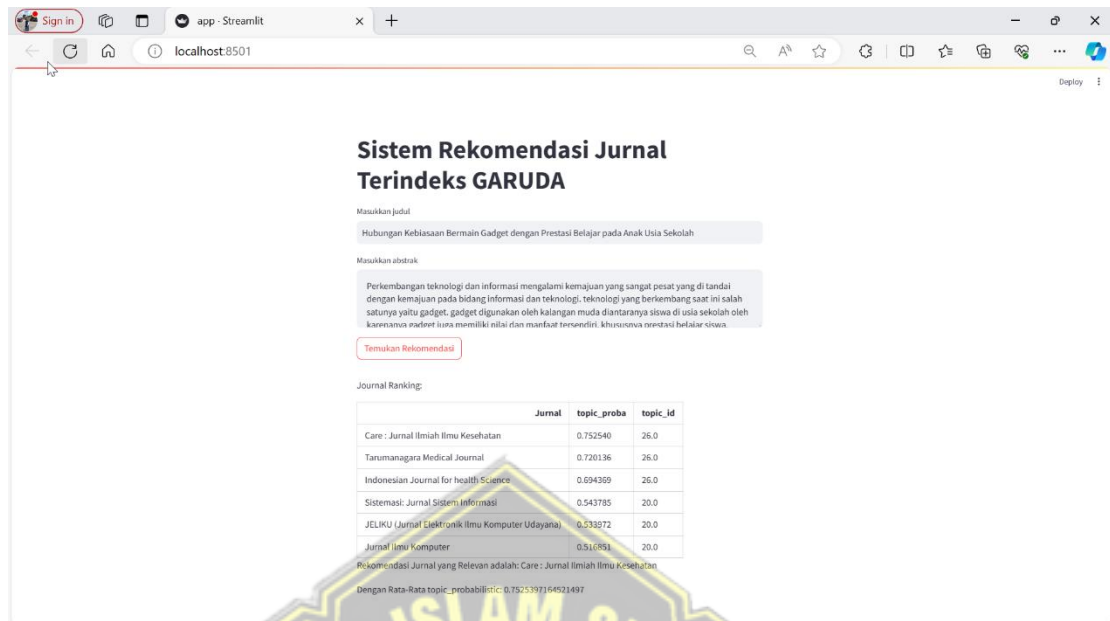 Sign in
app - Streamlit
localhost:8501
Deploy
Sistem Rekomendasi Jurnal
Terindeks GARUDA
Masukkan judul
Hubungan Kebiasaan Bermain Gadget dengan Prestasi Belajar pada Anak Usia Sekolah
Masukkan abstrak
Perkembangan teknologi dan informasi mengalami kemajuan yang sangat pesat yang di tandai
dengan kemajuan pada bidang informasi dan teknologi. teknologi yang berkembang saat ini salah
satunya yaitu gadget. gadget digunakan oleh kalangan muda diantaranya siswa di usia sekolah oleh
karenanya gadget juga memiliki nilai dan manfaat tersendiri, khususnya prestasi belajar siswa.
Temukan Rekomendasi
Journal Ranking:
Jurnal topic_proba topic_id
Care : Jurnal Ilmiah Ilmu Kesehatan 0.752540 26.0
Tarumanagara Medical Journal 0.720136 26.0
Indonesian Journal for health Science 0.694369 26.0
Sistemasi: Jurnal Sistem Informasi 0.543785 20.0
JELIKU (Jurnal Elektronik Ilmu Komputer Udayana) 0.533972 20.0
Jurnal Ilmu Komputer 0.516851 20.0
Rekomendasi Jurnal yang Relevan adalah: Care : Jurnal Ilmiah Ilmu Kesehatan
Dengan Rata-Rata topic_probabilistic: 0.7525397164521497
ISLAM